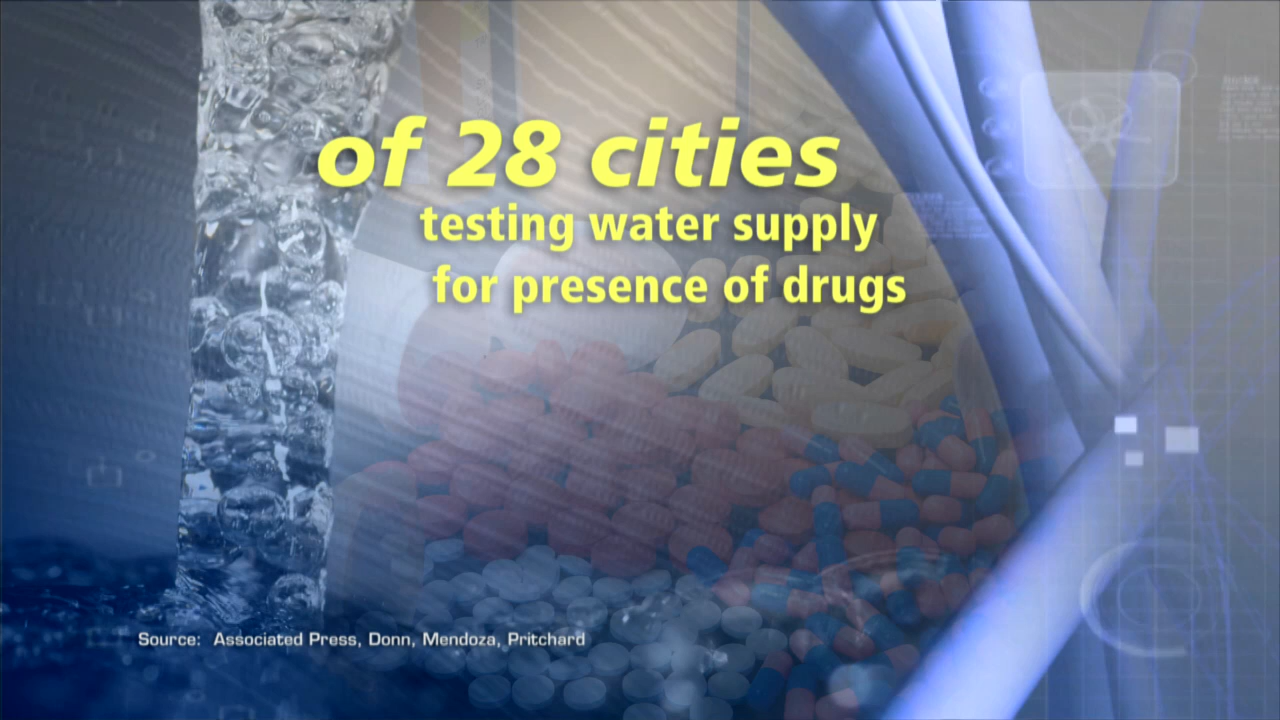 of 28 cities
testing water supply
for presence of drugs
Source: Associated Press, Donn, Mendoza, Pritchard